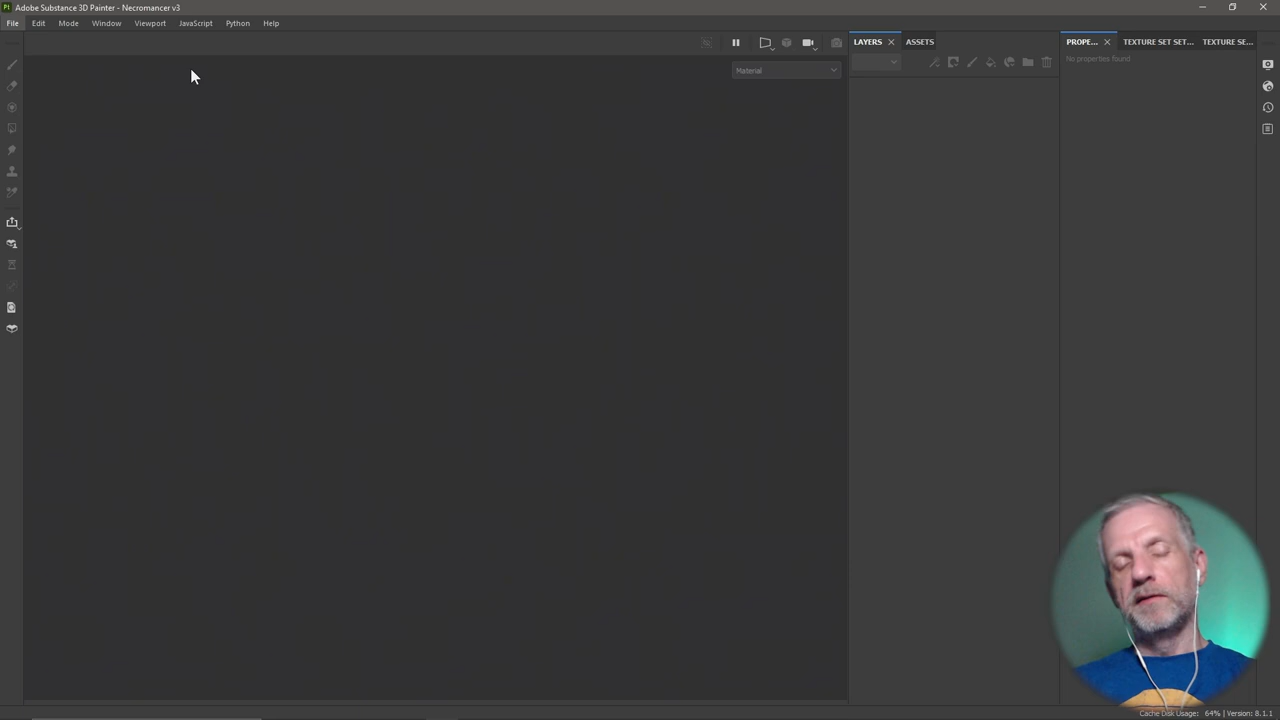 Pt Adobe Substance 3D Painter - Necromancer v3
File Edit Mode Window Viewport JavaScript Python Help
LAYERS ASSETS PROPE... TEXTURE SET SET... TEXTURE SE...
No properties found
Material
Cache Disk Usage: 64% | Version: 8.1.1